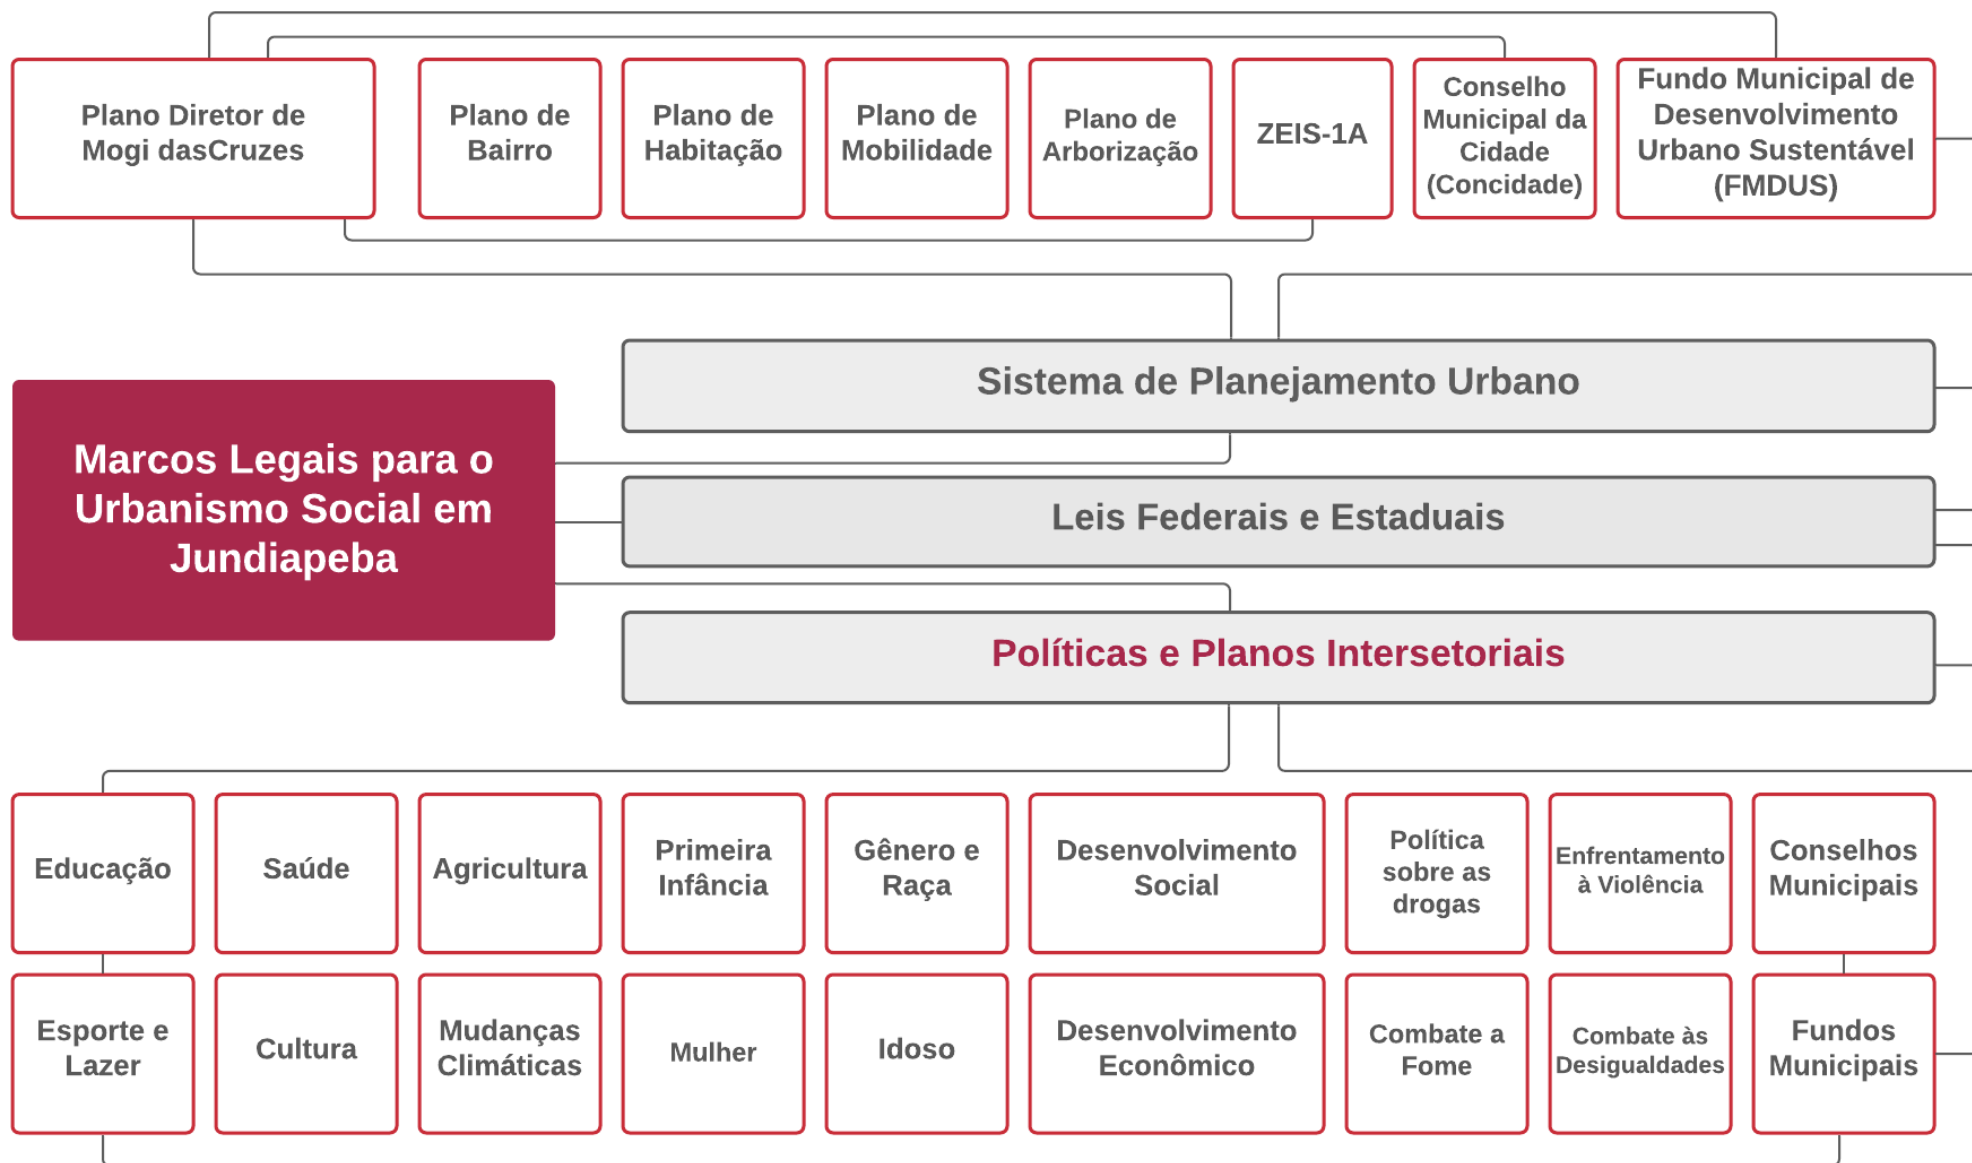 Plano Diretor de
Mogi dasCruzes
Plano de
Bairro
Plano de
Habitação
Plano de
Mobilidade
Plano de
Arborização
ZEIS-1A
Conselho
Municipal da
Cidade
(Concidade)
Fundo Municipal de
Desenvolvimento
Urbano Sustentável
(FMDUS)
Sistema de Planejamento Urbano
Marcos Legais para o
Urbanismo Social em
Jundiapeba
Leis Federais e Estaduais
Políticas e Planos Intersetoriais
Educação
Saúde
Agricultura
Primeira
Infância
Gênero e
Raça
Desenvolvimento
Social
Política
sobre as
drogas
Enfrentamento
à Violência
Conselhos
Municipais
Esporte e
Lazer
Cultura
Mudanças
Climáticas
Mulher
Idoso
Desenvolvimento
Econômico
Combate a
Fome
Combate às
Desigualdades
Fundos
Municipais